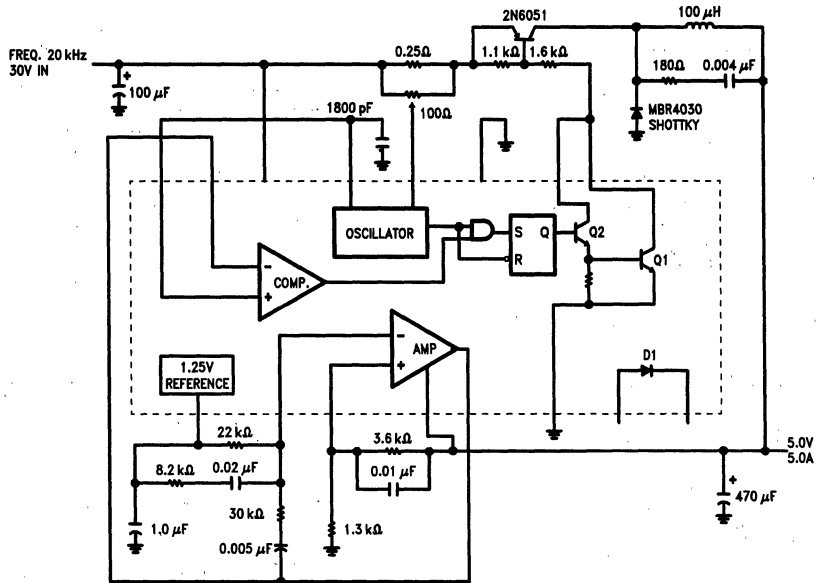 2N6051
100 μH
FREQ. 20 kHz
30V IN
0.25Ω
1.1 kΩ
1.6 kΩ
180Ω
0.004 μF
+
100 μF
1800 pF
100Ω
MBR4030
SHOTTKY
OSCILLATOR
S
Q
R
Q2
Q1
-
COMP.
+
-
AMP
+
1.25V
REFERENCE
D1
22 kΩ
3.6 kΩ
5.0V
5.0A
8.2 kΩ
0.02 μF
0.01 μF
+
470 μF
1.0 μF
30 kΩ
1.3 kΩ
0.005 μF